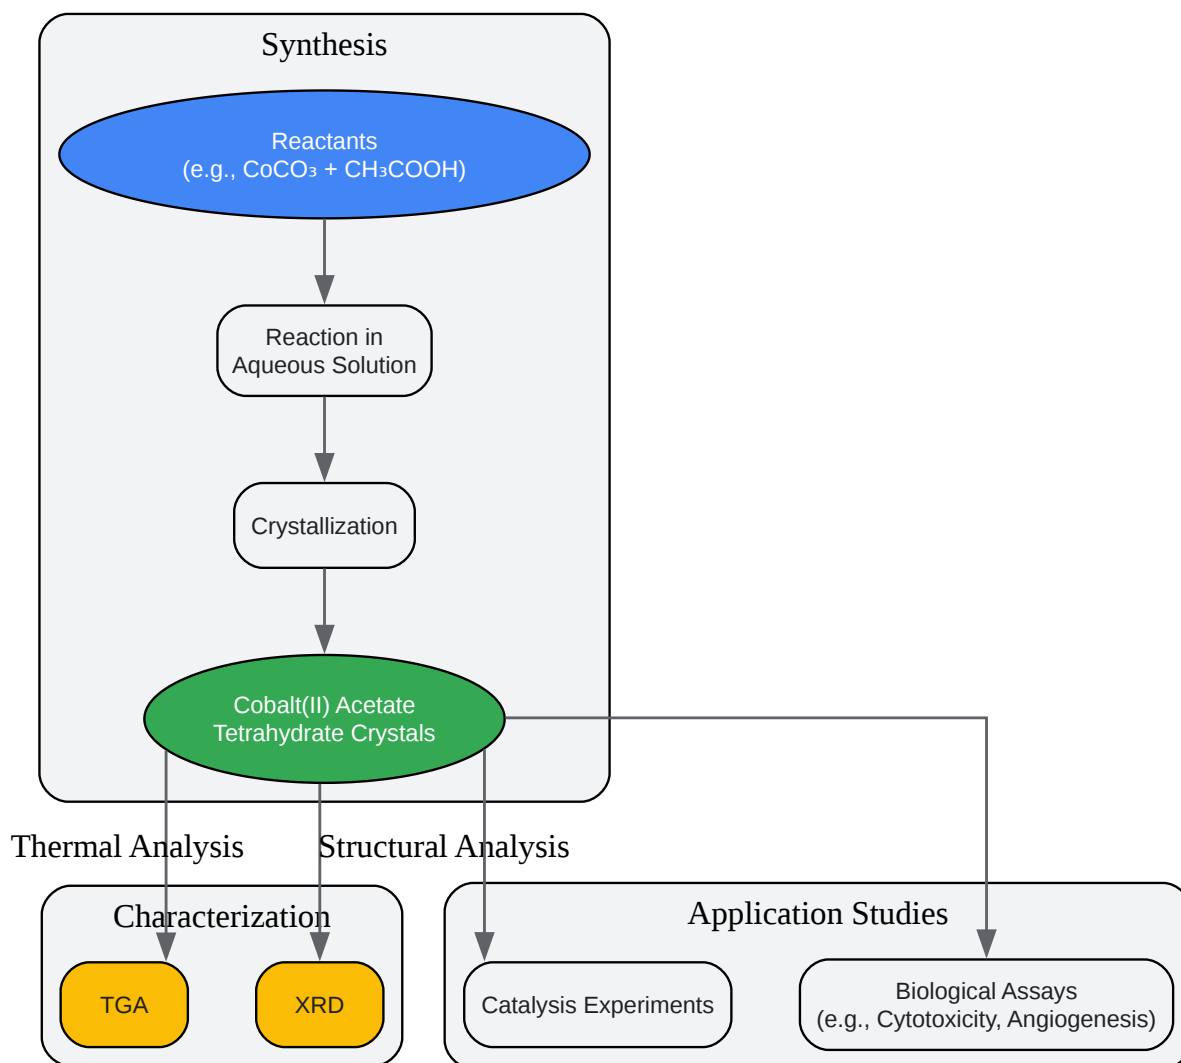 Synthesis
Reactants
(e.g., CoCO₃ + CH₃COOH)
Reaction in
Aqueous Solution
Crystallization
Cobalt(II) Acetate
Tetrahydrate Crystals
Thermal Analysis
Structural Analysis
Characterization
TGA
XRD
Application Studies
Catalysis Experiments
Biological Assays
(e.g., Cytotoxicity, Angiogenesis)